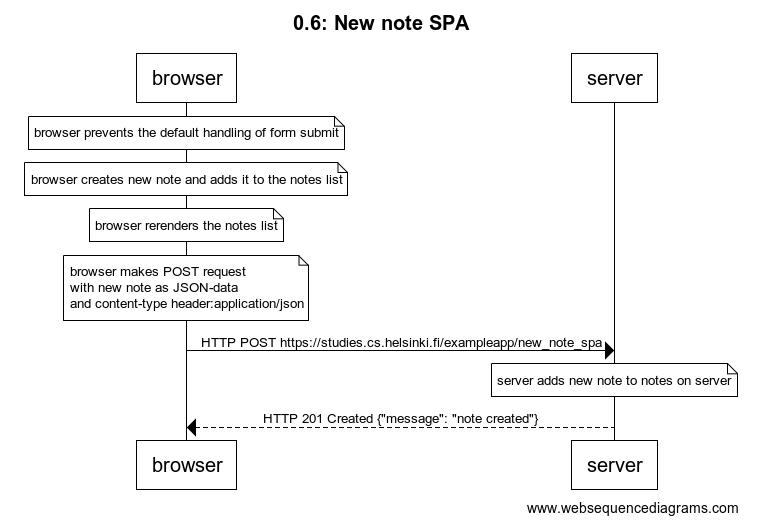 0.6: New note SPA
browser
server
browser prevents the default handling of form submit
browser creates new note and adds it to the notes list
browser rerenders the notes list
browser makes POST request
with new note as JSON-data
and content-type header:application/json
HTTP POST https://studies.cs.helsinki.fi/exampleapp/new_note_spa
server adds new note to notes on server
HTTP 201 Created {"message": "note created"}
browser
server
www.websequencediagrams.com